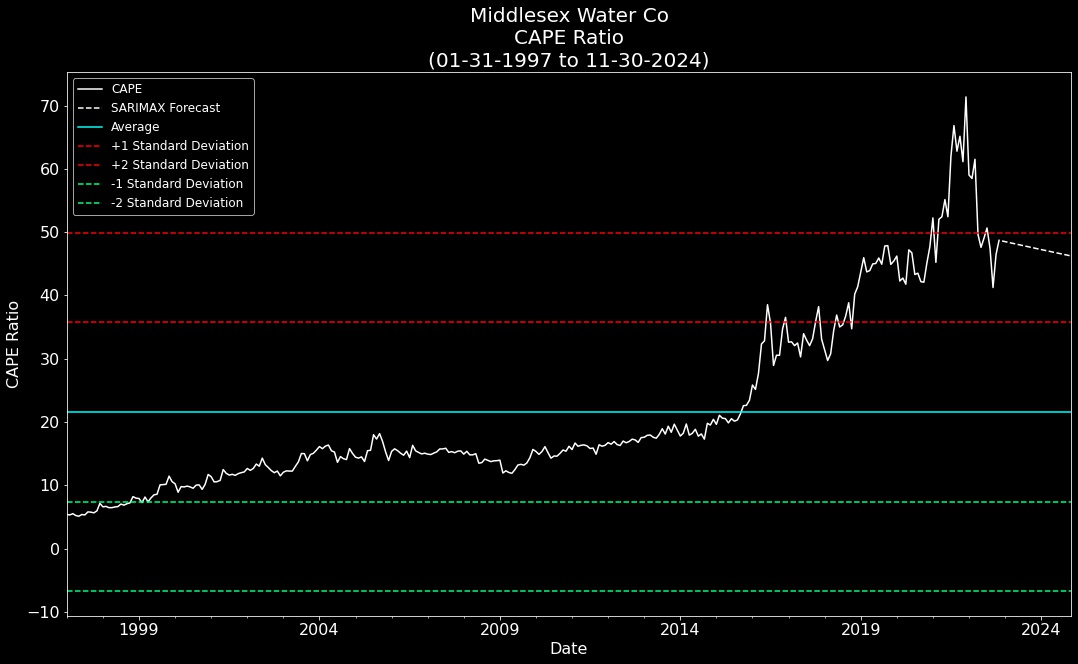 Middlesex Water Co
CAPE Ratio
(01-31-1997 to 11-30-2024)
CAPE
SARIMAX Forecast
Average
+1 Standard Deviation
+2 Standard Deviation
-1 Standard Deviation
-2 Standard Deviation
CAPE Ratio
70
60
50
40
30
20
10
0
−10
1999
2004
2009
2014
2019
2024
Date